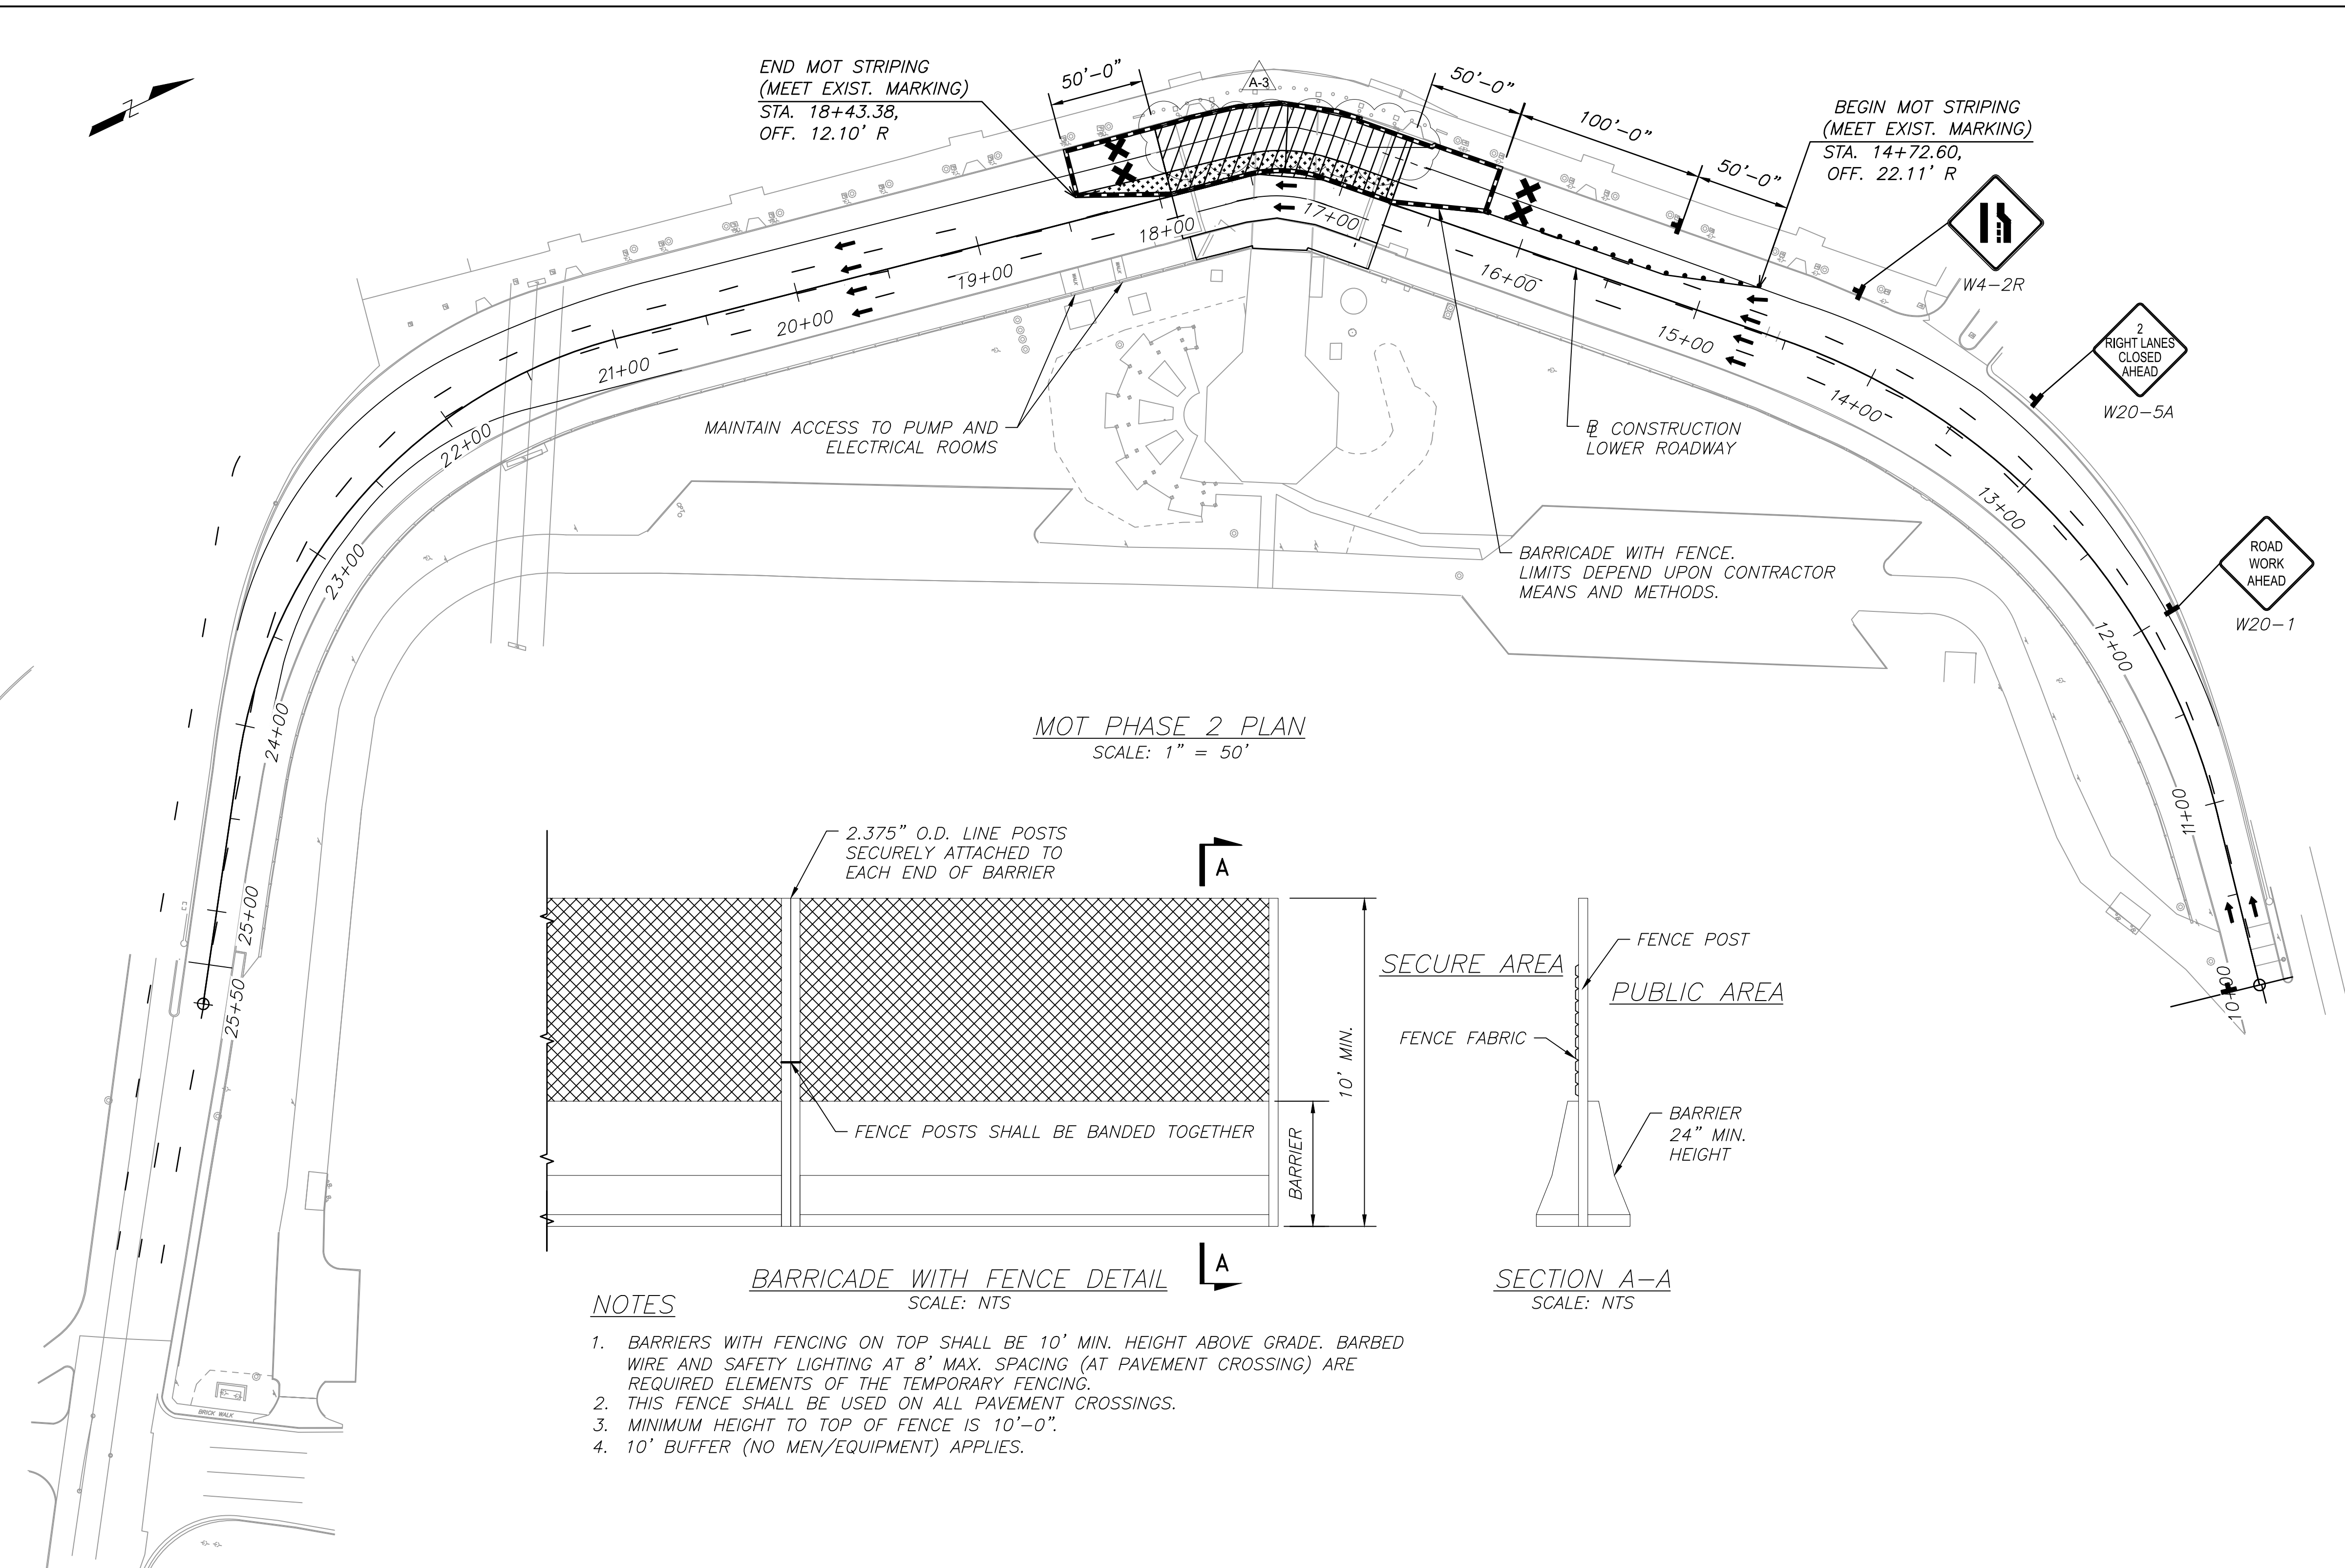 END MOT STRIPING
(MEET EXIST. MARKING)
STA. 18+43.38,
OFF. 12.10' R
50'-0"
A-3
50'-0"
100'-0"
50'-0"
BEGIN MOT STRIPING
(MEET EXIST. MARKING)
STA. 14+72.60,
OFF. 22.11' R
Z
W4-2R
2
RIGHT LANES
CLOSED
AHEAD
W20-5A
ROAD
WORK
AHEAD
W20-1
10+00
11+00
12+00
13+00
14+00
15+00
16+00
17+00
18+00
19+00
20+00
21+00
22+00
23+00
24+00
25+00
25+50
WALK
WALK
MAINTAIN ACCESS TO PUMP AND
ELECTRICAL ROOMS
BL CONSTRUCTION
LOWER ROADWAY
BARRICADE WITH FENCE.
LIMITS DEPEND UPON CONTRACTOR
MEANS AND METHODS.
MOT PHASE 2 PLAN
SCALE: 1" = 50'
2.375" O.D. LINE POSTS
SECURELY ATTACHED TO
EACH END OF BARRIER
A
FENCE POSTS SHALL BE BANDED TOGETHER
10' MIN.
BARRIER
A
BARRICADE WITH FENCE DETAIL
SCALE: NTS
SECURE AREA
FENCE POST
PUBLIC AREA
FENCE FABRIC
BARRIER
24" MIN.
HEIGHT
SECTION A-A
SCALE: NTS
NOTES
1. BARRIERS WITH FENCING ON TOP SHALL BE 10' MIN. HEIGHT ABOVE GRADE. BARBED
WIRE AND SAFETY LIGHTING AT 8' MAX. SPACING (AT PAVEMENT CROSSING) ARE
REQUIRED ELEMENTS OF THE TEMPORARY FENCING.
2. THIS FENCE SHALL BE USED ON ALL PAVEMENT CROSSINGS.
3. MINIMUM HEIGHT TO TOP OF FENCE IS 10'-0".
4. 10' BUFFER (NO MEN/EQUIPMENT) APPLIES.
BRICK WALK